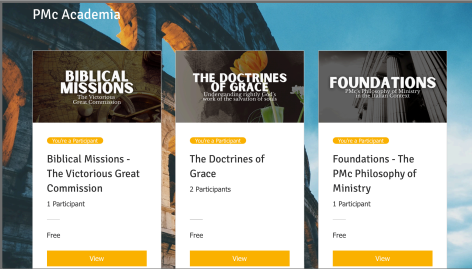 PMc Academia
BIBLICAL
MISSIONS
The Victorious
Great Commission
You're a Participant
Biblical Missions -
The Victorious Great
Commission
1 Participant
Free
View
THE DOCTRINES
OF GRACE
Understanding rightly God's
work of the salvation of souls
You're a Participant
The Doctrines of
Grace
2 Participants
Free
View
FOUNDATIONS
PMc's Philosophy of Ministry
in the Italian Context
You're a Participant
Foundations - The
PMc Philosophy of
Ministry
1 Participant
Free
View